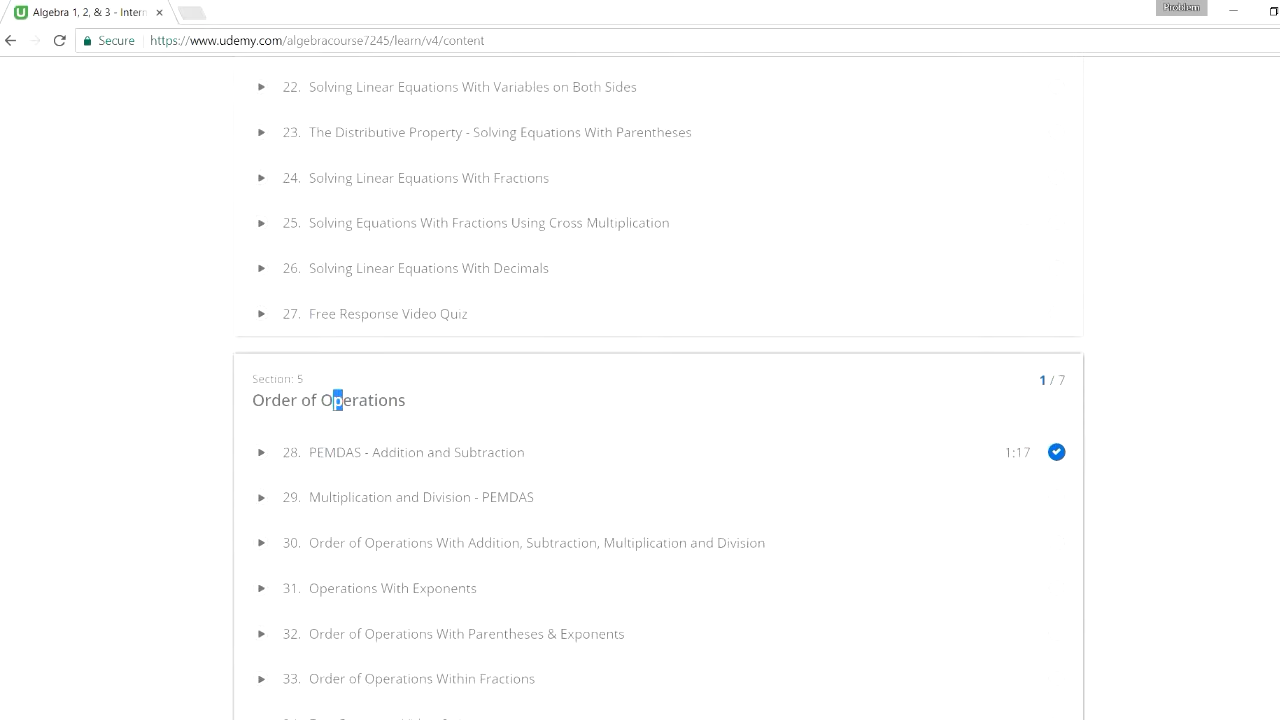 Algebra 1, 2, & 3 - Intern
Problem
Secure https://www.udemy.com/algebracourse7245/learn/v4/content
22. Solving Linear Equations With Variables on Both Sides
23. The Distributive Property - Solving Equations With Parentheses
24. Solving Linear Equations With Fractions
25. Solving Equations With Fractions Using Cross Multiplication
26. Solving Linear Equations With Decimals
27. Free Response Video Quiz
Section: 5
1 / 7
Order of Operations
28. PEMDAS - Addition and Subtraction 1:17
29. Multiplication and Division - PEMDAS
30. Order of Operations With Addition, Subtraction, Multiplication and Division
31. Operations With Exponents
32. Order of Operations With Parentheses & Exponents
33. Order of Operations Within Fractions